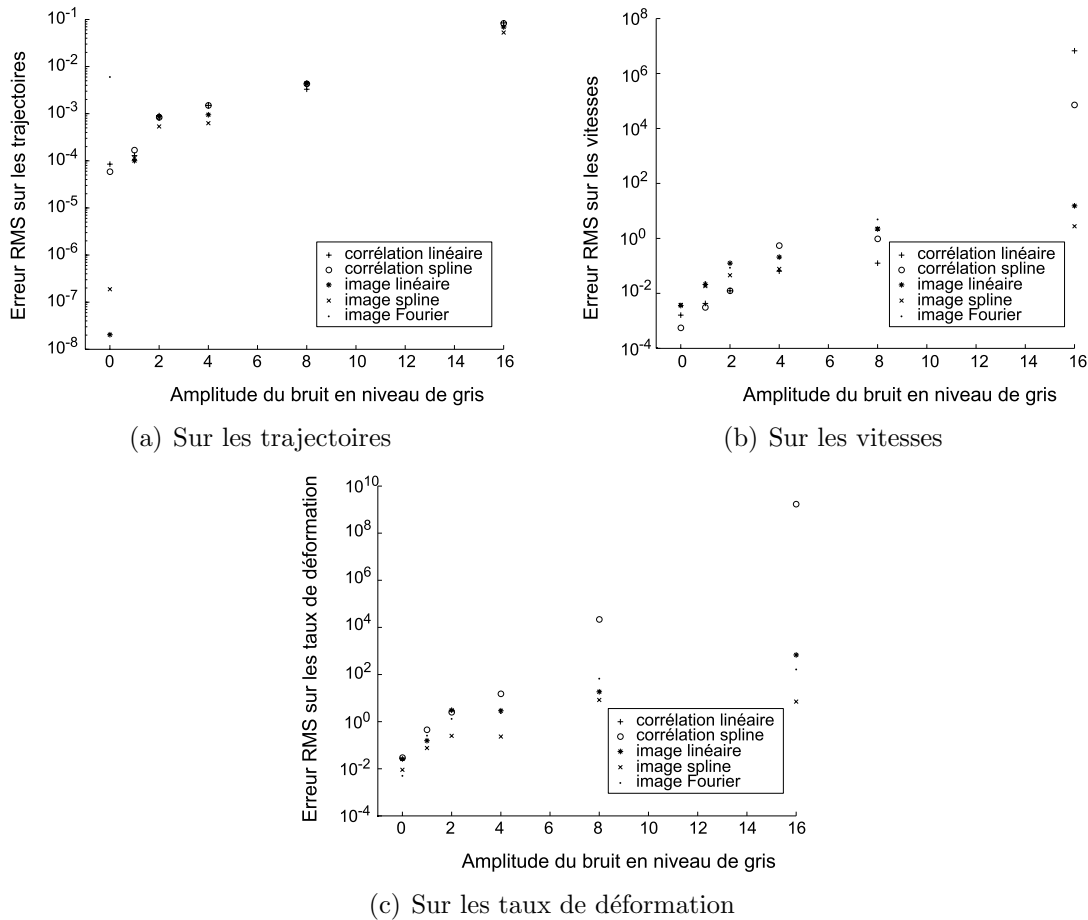 10^-1
10^-2
10^-3
10^-4
10^-5
10^-6
10^-7
10^-8
Erreur RMS sur les trajectoires
corrélation linéaire
corrélation spline
image linéaire
image spline
image Fourier
0 2 4 6 8 10 12 14 16
Amplitude du bruit en niveau de gris
(a) Sur les trajectoires
10^8
10^6
10^4
10^2
10^0
10^-2
10^-4
Erreur RMS sur les vitesses
corrélation linéaire
corrélation spline
image linéaire
image spline
image Fourier
0 2 4 6 8 10 12 14 16
Amplitude du bruit en niveau de gris
(b) Sur les vitesses
10^10
10^8
10^6
10^4
10^2
10^0
10^-2
10^-4
Erreur RMS sur les taux de déformation
corrélation linéaire
corrélation spline
image linéaire
image spline
image Fourier
0 2 4 6 8 10 12 14 16
Amplitude du bruit en niveau de gris
(c) Sur les taux de déformation